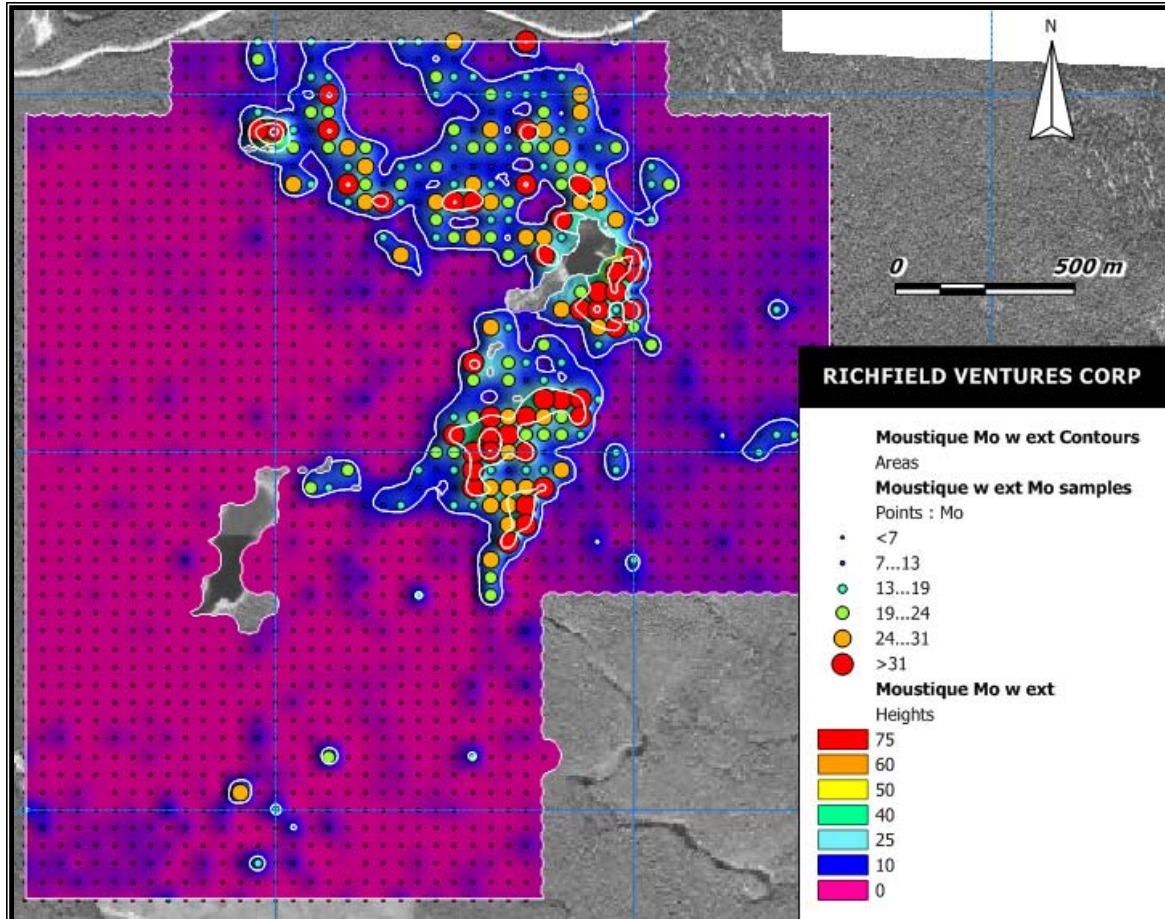 N
0 500 m
RICHFIELD VENTURES CORP
Moustique Mo w ext Contours
Areas
Moustique w ext Mo samples
Points : Mo
<7
7...13
13...19
19...24
24...31
>31
Moustique Mo w ext
Heights
75
60
50
40
25
10
0